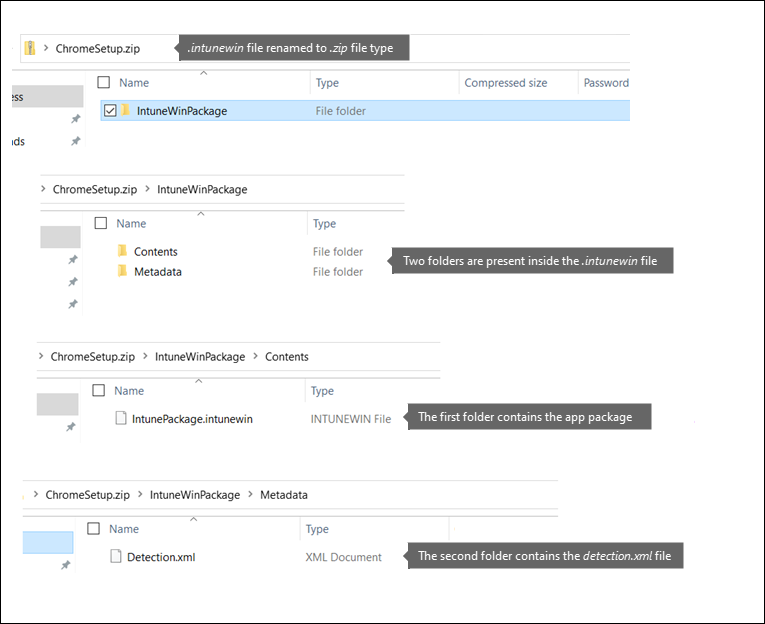 ChromeSetup.zip
.intunewin file renamed to .zip file type
Name Type Compressed size Password
ess
IntuneWinPackage File folder
ds
ChromeSetup.zip IntuneWinPackage
Name Type
Contents File folder
Metadata File folder
Two folders are present inside the .intunewin file
ChromeSetup.zip IntuneWinPackage Contents
Name Type
IntunePackage.intunewin INTUNEWIN File
The first folder contains the app package
ChromeSetup.zip IntuneWinPackage Metadata
Name Type
Detection.xml XML Document
The second folder contains the detection.xml file